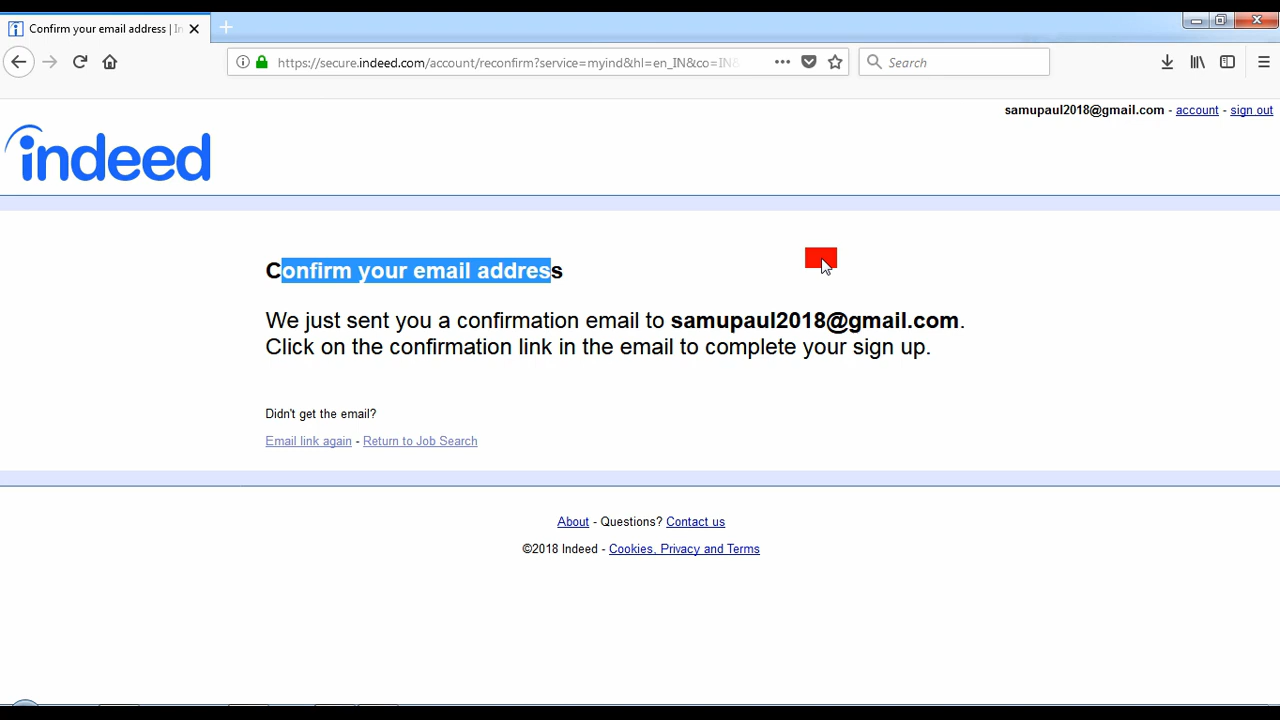 Confirm your email address | In
https://secure.indeed.com/account/reconfirm?service=myind&hl=en_IN&co=IN&
Search
samupaul2018@gmail.com - account - sign out
indeed
Confirm your email address
We just sent you a confirmation email to samupaul2018@gmail.com.
Click on the confirmation link in the email to complete your sign up.
Didn't get the email?
Email link again - Return to Job Search
About - Questions? Contact us
©2018 Indeed - Cookies, Privacy and Terms